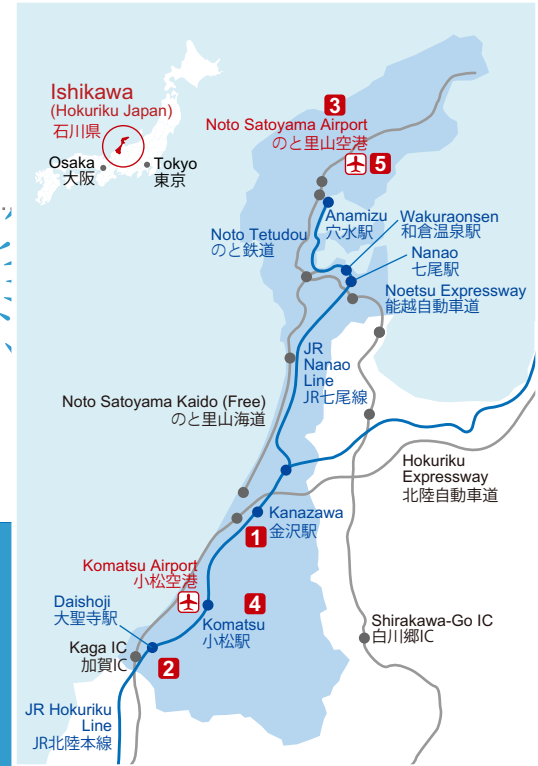 Ishikawa
(Hokuriku Japan)
石川県
Osaka
大阪
Tokyo
東京
3
Noto Satoyama Airport
のと里山空港
5
Anamizu
穴水駅
Wakuraonsen
和倉温泉駅
Noto Tetudou
のと鉄道
Nanao
七尾駅
Noetsu Expressway
能越自動車道
JR
Nanao
Line
JR七尾線
Noto Satoyama Kaido (Free)
のと里山海道
Hokuriku
Expressway
北陸自動車道
Kanazawa
金沢駅
1
Komatsu Airport
小松空港
Daishoji
大聖寺駅
4
Komatsu
小松駅
Shirakawa-Go IC
白川郷IC
Kaga IC
加賀IC
2
JR Hokuriku
Line
JR北陸本線